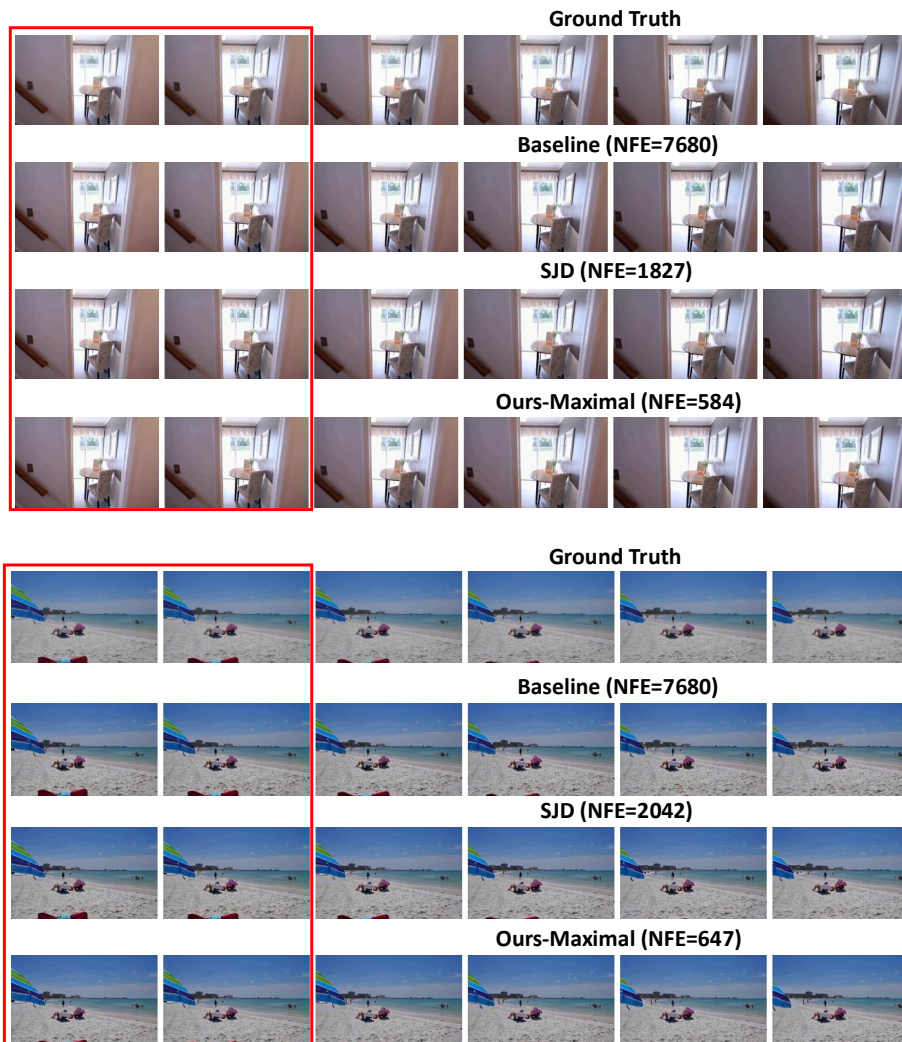 Ground Truth
Baseline (NFE=7680)
SJD (NFE=1827)
Ours-Maximal (NFE=584)
Ground Truth
Baseline (NFE=7680)
SJD (NFE=2042)
Ours-Maximal (NFE=647)